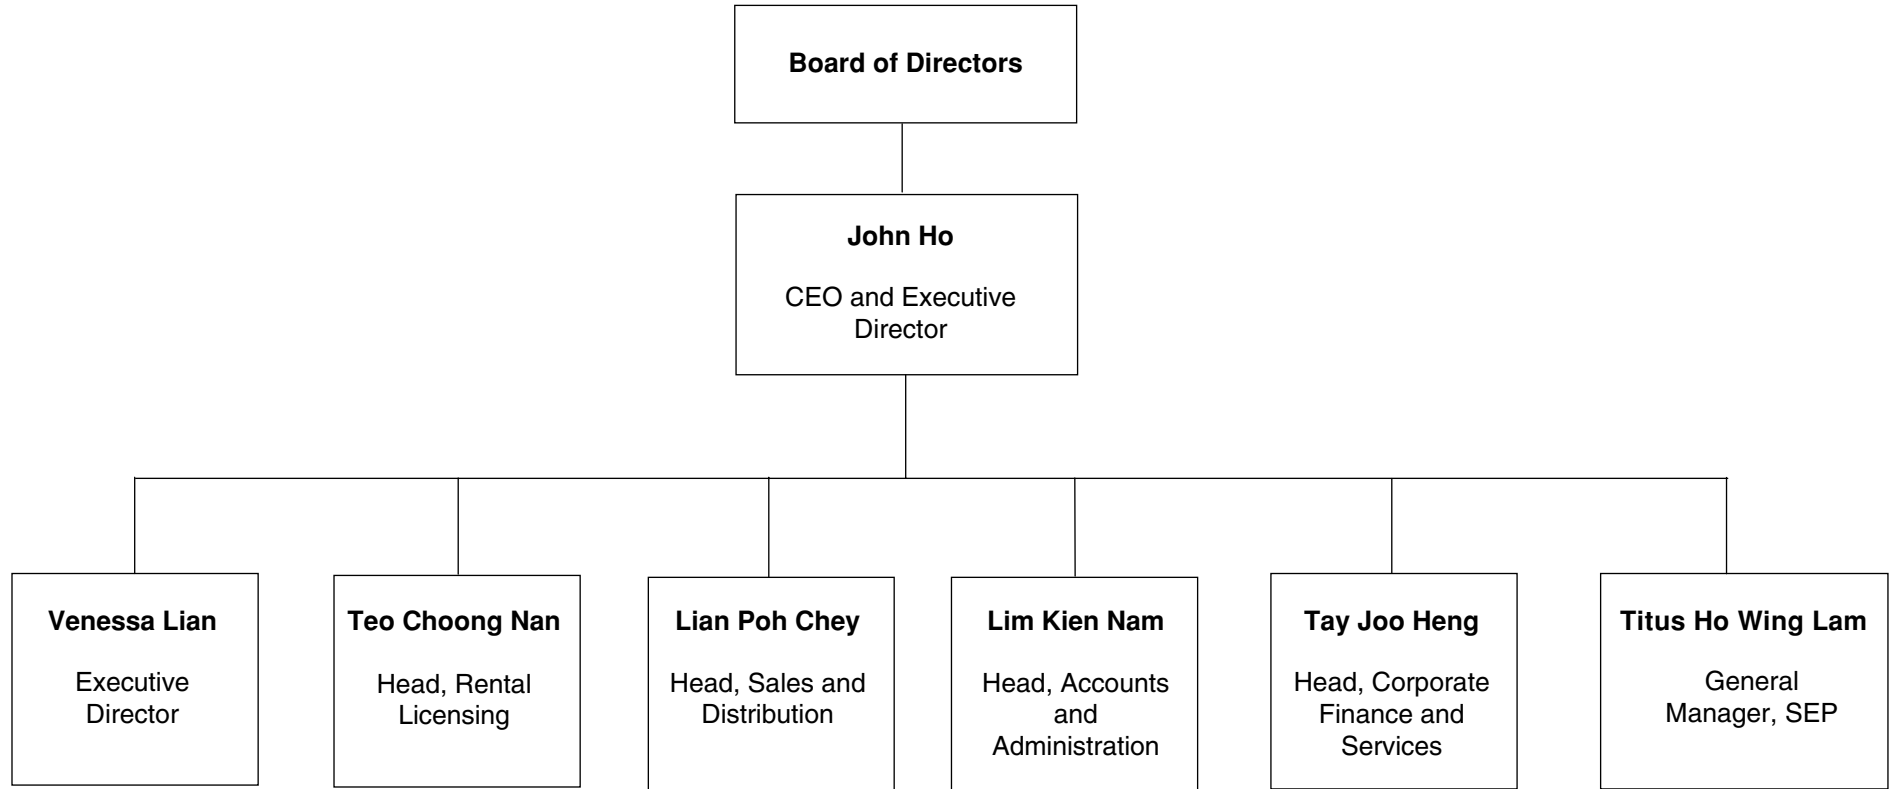 Board of Directors
John Ho
CEO and Executive
Director
Venessa Lian
Executive
Director
Teo Choong Nan
Head, Rental
Licensing
Lian Poh Chey
Head, Sales and
Distribution
Lim Kien Nam
Head, Accounts
and
Administration
Tay Joo Heng
Head, Corporate
Finance and
Services
Titus Ho Wing Lam
General
Manager, SEP